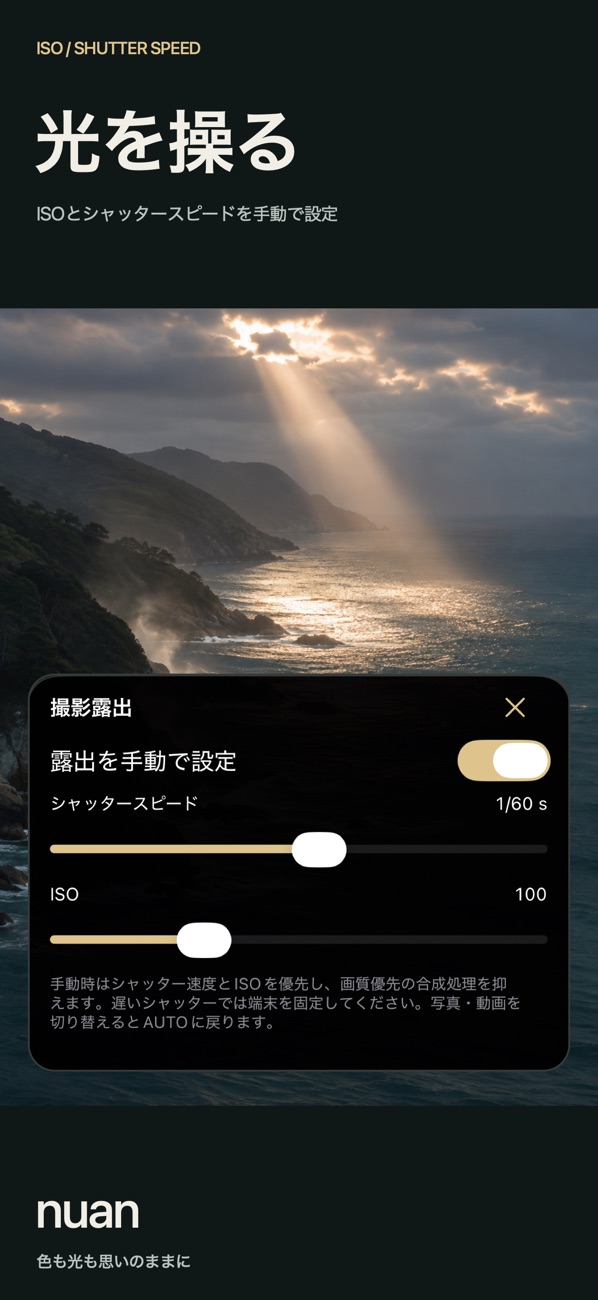 ISO / SHUTTER SPEED
光を操る
ISOとシャッタースピードを手動で設定
撮影露出
露出を手動で設定
シャッタースピード 1/60 s
ISO 100
手動時はシャッター速度とISOを優先し、画質優先の合成処理を抑
えます。遅いシャッターでは端末を固定してください。写真・動画を
切り替えるとAUTOに戻ります。
nuan
色も光も思いのままに